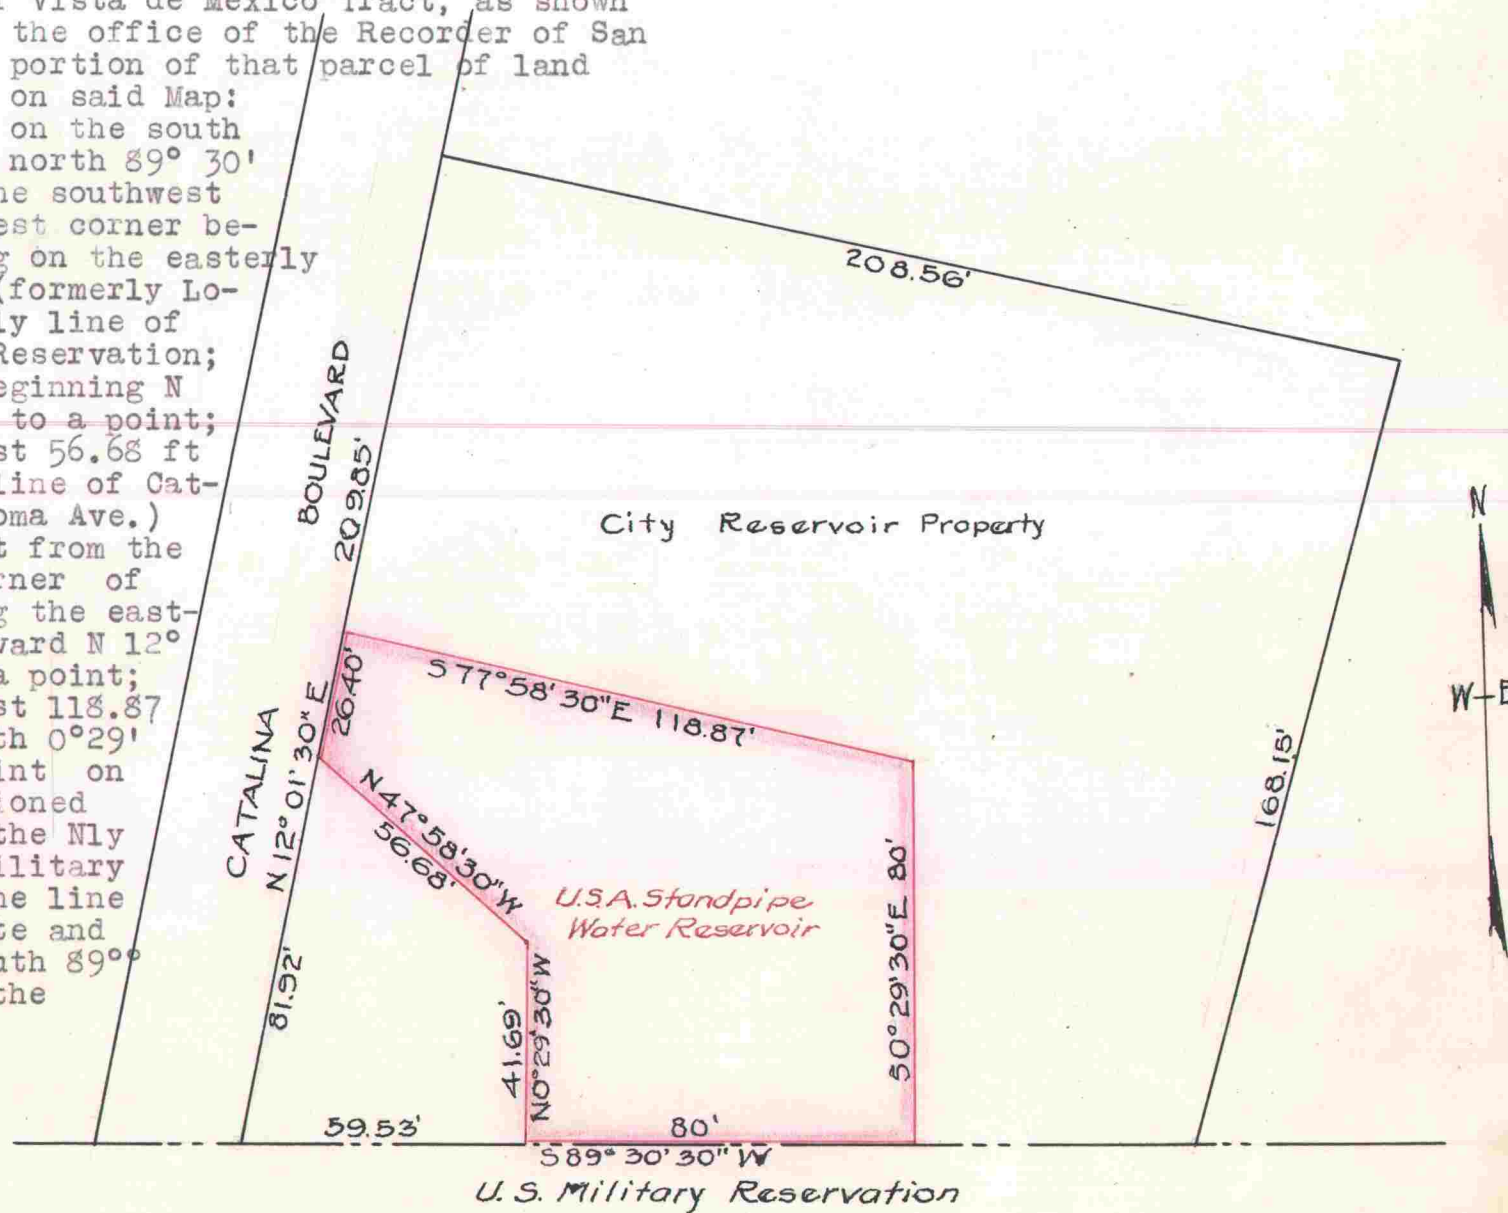 Vista de Mexico Tract, as shown
the office of the Recorder of San
portion of that parcel of land
on said Map:
on the south
north 89° 30'
the southwest
est corner be-
on the easterly
(formerly Lo-
ly line of
Reservation;
eginning N
to a point;
st 56.68 ft
line of Cat-
oma Ave.)
t from the
rner of
g the east-
vard N 12°
a point;
st 118.87
th 0°29'
int on
ioned
the Nly
ilitary
ne line
te and
uth 89°°
the
208.56'
BOULEVARD
209.85'
City Reservoir Property
N
W E
S 77°58'30"E 118.87'
26.40'
CATALINA
N 12° 01' 30" E
N 47°58'30" W
56.68'
168.15'
U.S.A. Standpipe
Water Reservoir
S0°29'30"E 80'
81.92'
41.69'
N0°29'30"W
59.53'
80'
S 89° 30' 30" W
U.S. Military Reservation